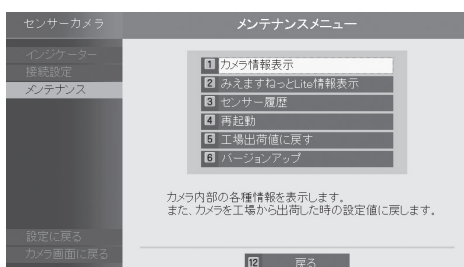 センサーカメラ
メンテナンスメニュー
インジケーター
接続設定
メンテナンス
1 カメラ情報表示
2 みえますねっとLite情報表示
3 センサー履歴
4 再起動
5 工場出荷値に戻す
6 バージョンアップ
カメラ内部の各種情報を表示します。
また、カメラを工場から出荷した時の設定値に戻します。
設定に戻る
カメラ画面に戻る
12 戻る